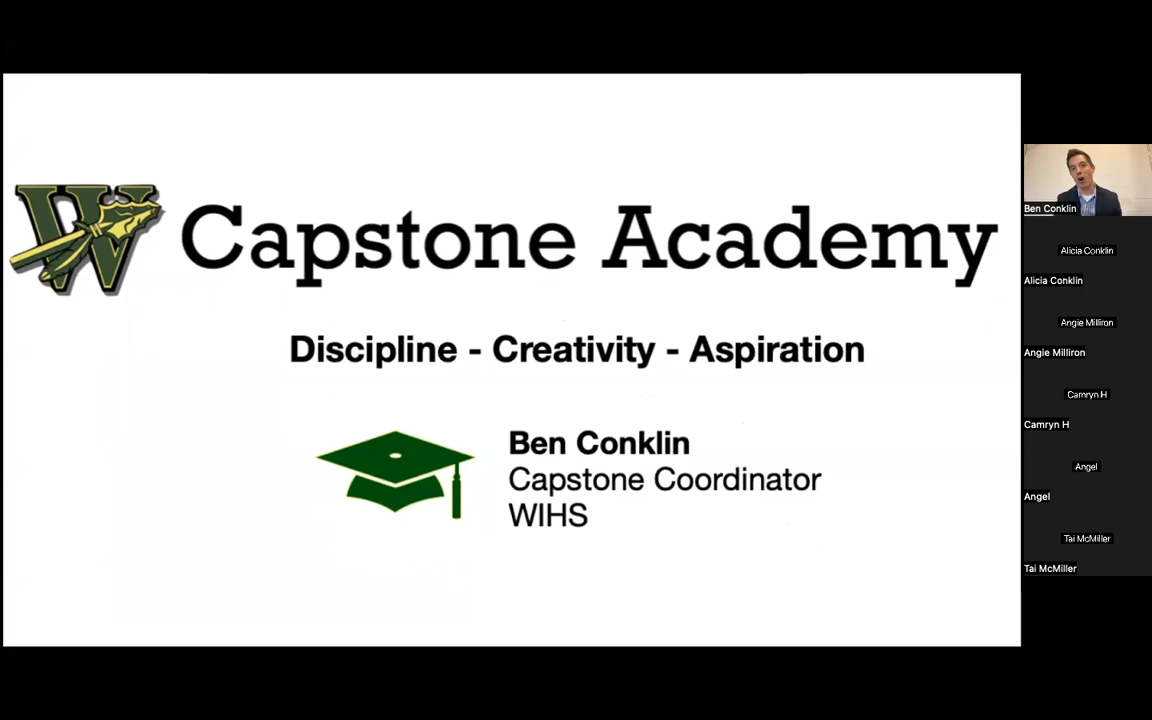 W
Capstone Academy
Discipline - Creativity - Aspiration
Ben Conklin
Capstone Coordinator
WIHS
Ben Conklin
Alicia Conklin
Alicia Conklin
Angie Milliron
Angie Milliron
Camryn H
Camryn H
Angel
Angel
Tai McMiller
Tai McMiller